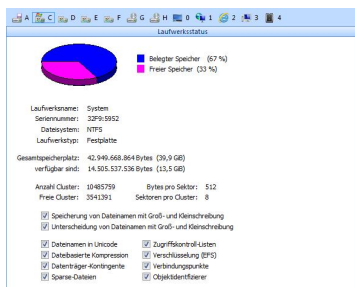 A C D E F G H 0 1 2 3 4
Laufwerksstatus
Belegter Speicher (67 %)
Freier Speicher (33 %)
Laufwerksname: System
Seriennummer: 32F9:5952
Dateisystem: NTFS
Laufwerkstyp: Festplatte
Gesamtspeicherplatz: 42.949.668.864 Bytes (39,9 GiB)
verfügbar sind: 14.505.537.536 Bytes (13,5 GiB)
Anzahl Cluster: 10485759 Bytes pro Sektor: 512
Freie Cluster: 3541391 Sektoren pro Cluster: 8
Speicherung von Dateinamen mit Groß- und Kleinschreibung
Unterscheidung von Dateinamen mit Groß- und Kleinschreibung
Dateinamen in Unicode Zugriffskontroll-Listen
Dateibasierte Kompression Verschlüsselung (EFS)
Datenträger-Kontingente Verbindungspunkte
Sparse-Dateien Objektidentifizierer